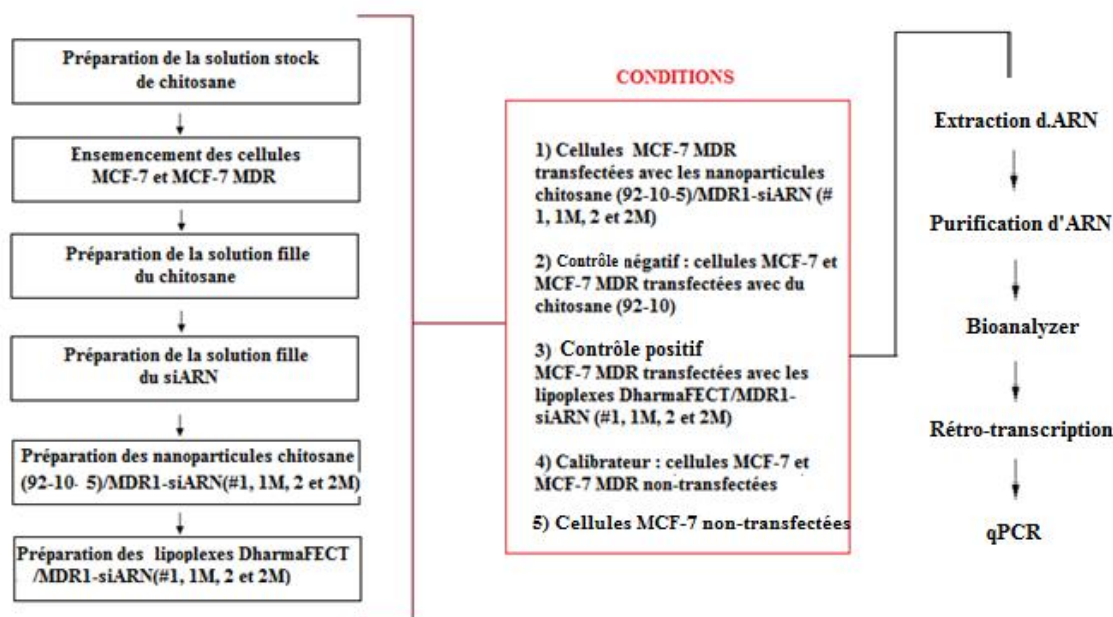 Préparation de la solution stock
de chitosane
Ensemencement des cellules
MCF-7 et MCF-7 MDR
Préparation de la solution fille
du chitosane
Préparation de la solution fille
du siARN
Préparation des nanoparticules chitosane
(92-10- 5)/MDR1-siARN(#1, 1M, 2 et 2M)
Préparation des lipoplexes DharmaFECT
/MDR1-siARN(#1, 1M, 2 et 2M)
CONDITIONS
1) Cellules MCF-7 MDR
transfectées avec les nanoparticules
chitosane (92-10-5)/MDR1-siARN (#
1, 1M, 2 et 2M)
2) Contrôle négatif : cellules MCF-7 et
MCF-7 MDR transfectées avec du
chitosane (92-10)
3) Contrôle positif
MCF-7 MDR transfectées avec les
lipoplexes DharmaFECT/MDR1-
siARN (#1, 1M, 2 et 2M)
4) Calibrateur : cellules MCF-7 et
MCF-7 MDR non-transfectées
5) Cellules MCF-7 non-transfectées
Extraction d.ARN
Purification d'ARN
Bioanalyzer
Rétro-transcription
qPCR